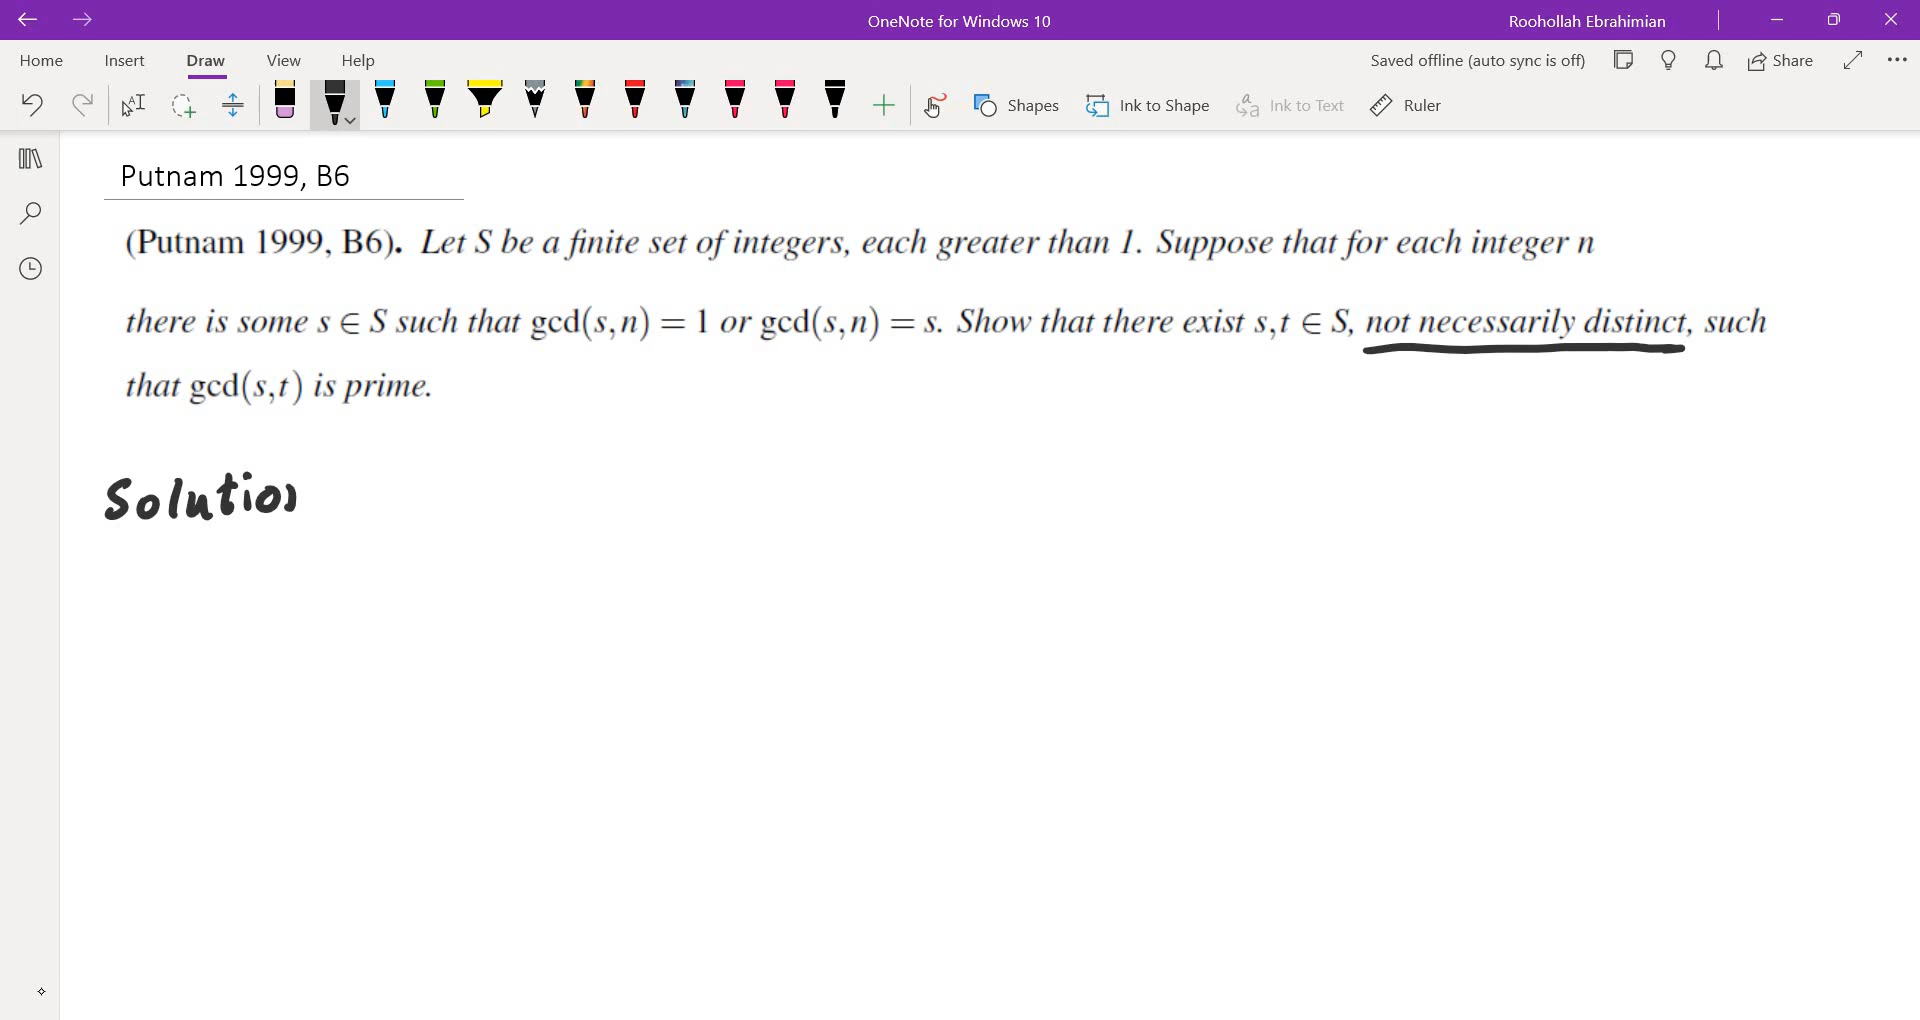 OneNote for Windows 10
Roohollah Ebrahimian
Home Insert Draw View Help
Saved offline (auto sync is off) Share
Shapes Ink to Shape Ink to Text Ruler
Putnam 1999, B6
(Putnam 1999, B6). Let S be a finite set of integers, each greater than 1. Suppose that for each integer n
there is some s ∈ S such that gcd(s,n) = 1 or gcd(s,n) = s. Show that there exist s,t ∈ S, not necessarily distinct, such
that gcd(s,t) is prime.
Solution